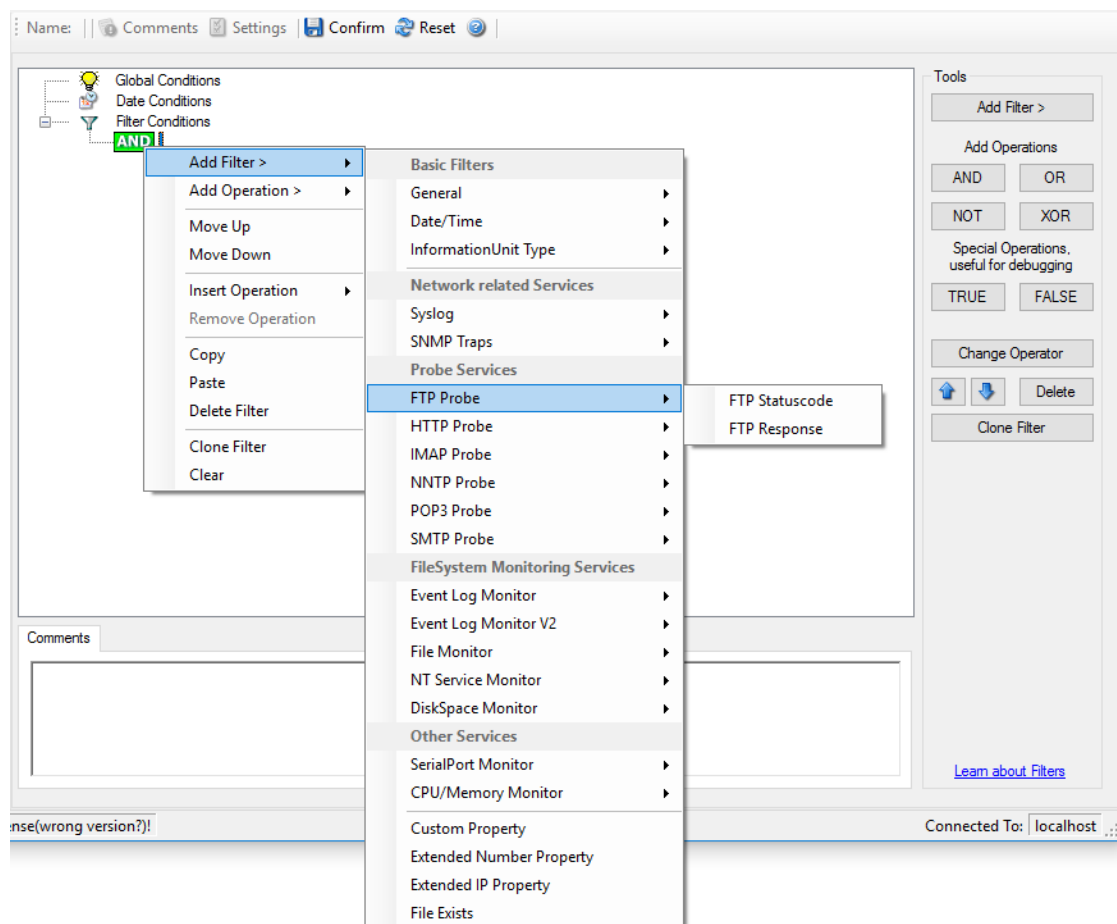 Name: Comments Settings Confirm Reset
Global Conditions
Date Conditions
Filter Conditions
AND
Add Filter >
Add Operation >
Move Up
Move Down
Insert Operation
Remove Operation
Copy
Paste
Delete Filter
Clone Filter
Clear
Basic Filters
General
Date/Time
InformationUnit Type
Network related Services
Syslog
SNMP Traps
Probe Services
FTP Probe
HTTP Probe
IMAP Probe
NNTP Probe
POP3 Probe
SMTP Probe
FileSystem Monitoring Services
Event Log Monitor
Event Log Monitor V2
File Monitor
NT Service Monitor
DiskSpace Monitor
Other Services
SerialPort Monitor
CPU/Memory Monitor
Custom Property
Extended Number Property
Extended IP Property
File Exists
FTP Statuscode
FTP Response
Tools
Add Filter >
Add Operations
AND OR
NOT XOR
Special Operations,
useful for debugging
TRUE FALSE
Change Operator
Delete
Clone Filter
Learn about Filters
Comments
ense(wrong version?)!
Connected To: localhost